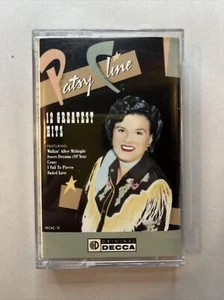 Patsy Cline
12 GREATEST
HITS
FEATURING:
Walkin' After Midnight
Sweet Dreams (Of You)
Crazy
I Fall To Pieces
Faded Love
MCAC-12
ORIGINAL
DECCA